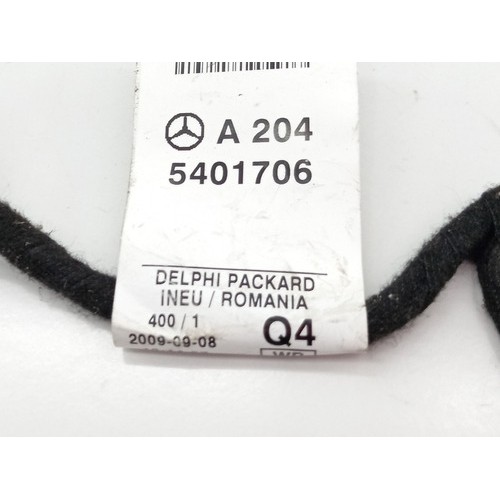 A 204
5401706
DELPHI PACKARD
INEU / ROMANIA
400 / 1 Q4
2009-09-08